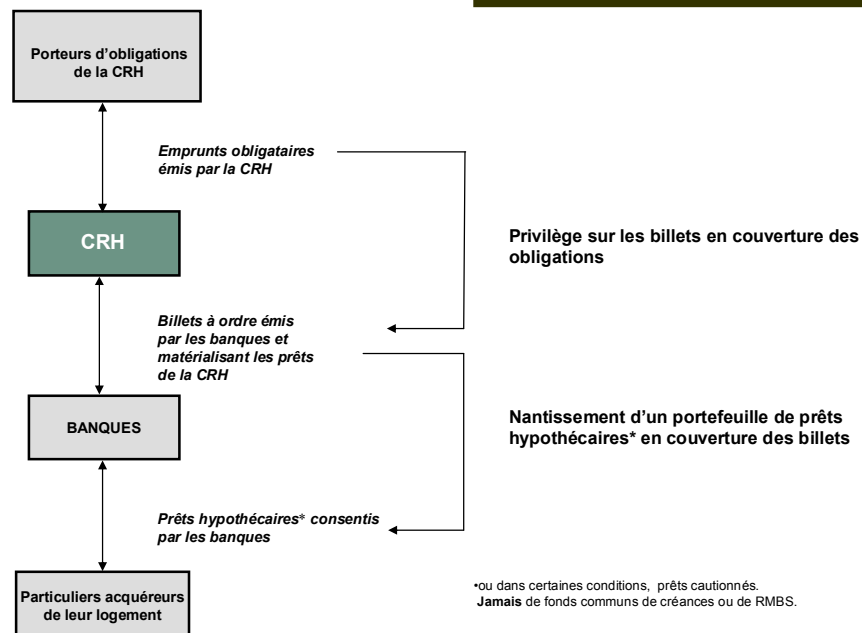 Porteurs d'obligations
de la CRH
Emprunts obligataires
émis par la CRH
CRH
Privilège sur les billets en couverture des
obligations
Billets à ordre émis
par les banques et
matérialisant les prêts
de la CRH
BANQUES
Nantissement d'un portefeuille de prêts
hypothécaires* en couverture des billets
Prêts hypothécaires* consentis
par les banques
Particuliers acquéreurs
de leur logement
•ou dans certaines conditions, prêts cautionnés.
Jamais de fonds communs de créances ou de RMBS.